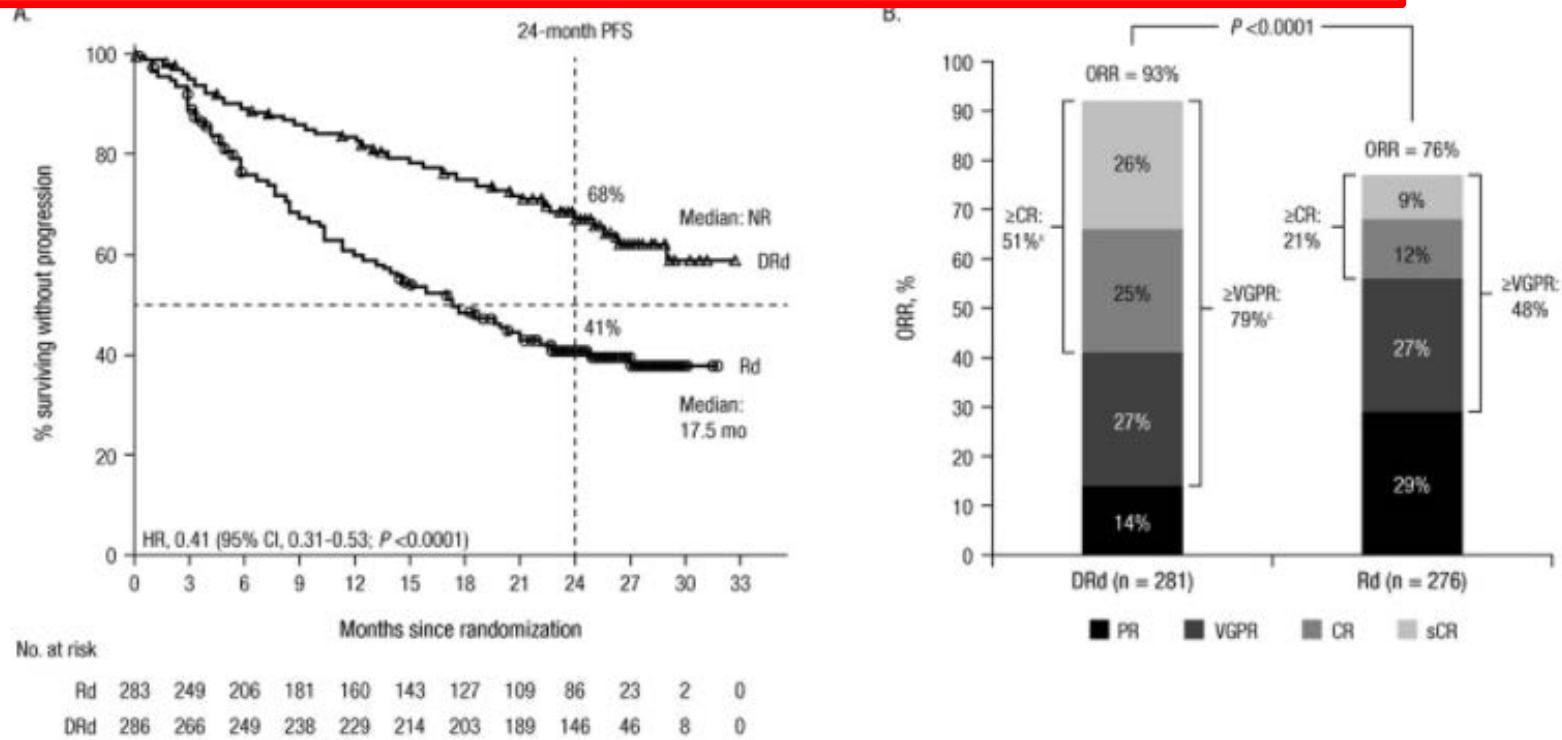 A.
24-month PFS
% surviving without progression
100
80
60
40
20
0
68%
Median: NR
DRd
41%
Rd
Median:
17.5 mo
HR, 0.41 (95% CI, 0.31-0.53; P <0.0001)
0 3 6 9 12 15 18 21 24 27 30 33
Months since randomization
No. at risk
Rd 283 249 206 181 160 143 127 109 86 23 2 0
DRd 286 266 249 238 229 214 203 189 146 46 8 0
B.
P <0.0001
ORR, %
100
90
80
70
60
50
40
30
20
10
0
ORR = 93%
26%
25%
27%
14%
≥CR:
51%
≥VGPR:
79%
ORR = 76%
9%
12%
27%
29%
≥CR:
21%
≥VGPR:
48%
DRd (n = 281) Rd (n = 276)
PR VGPR CR sCR